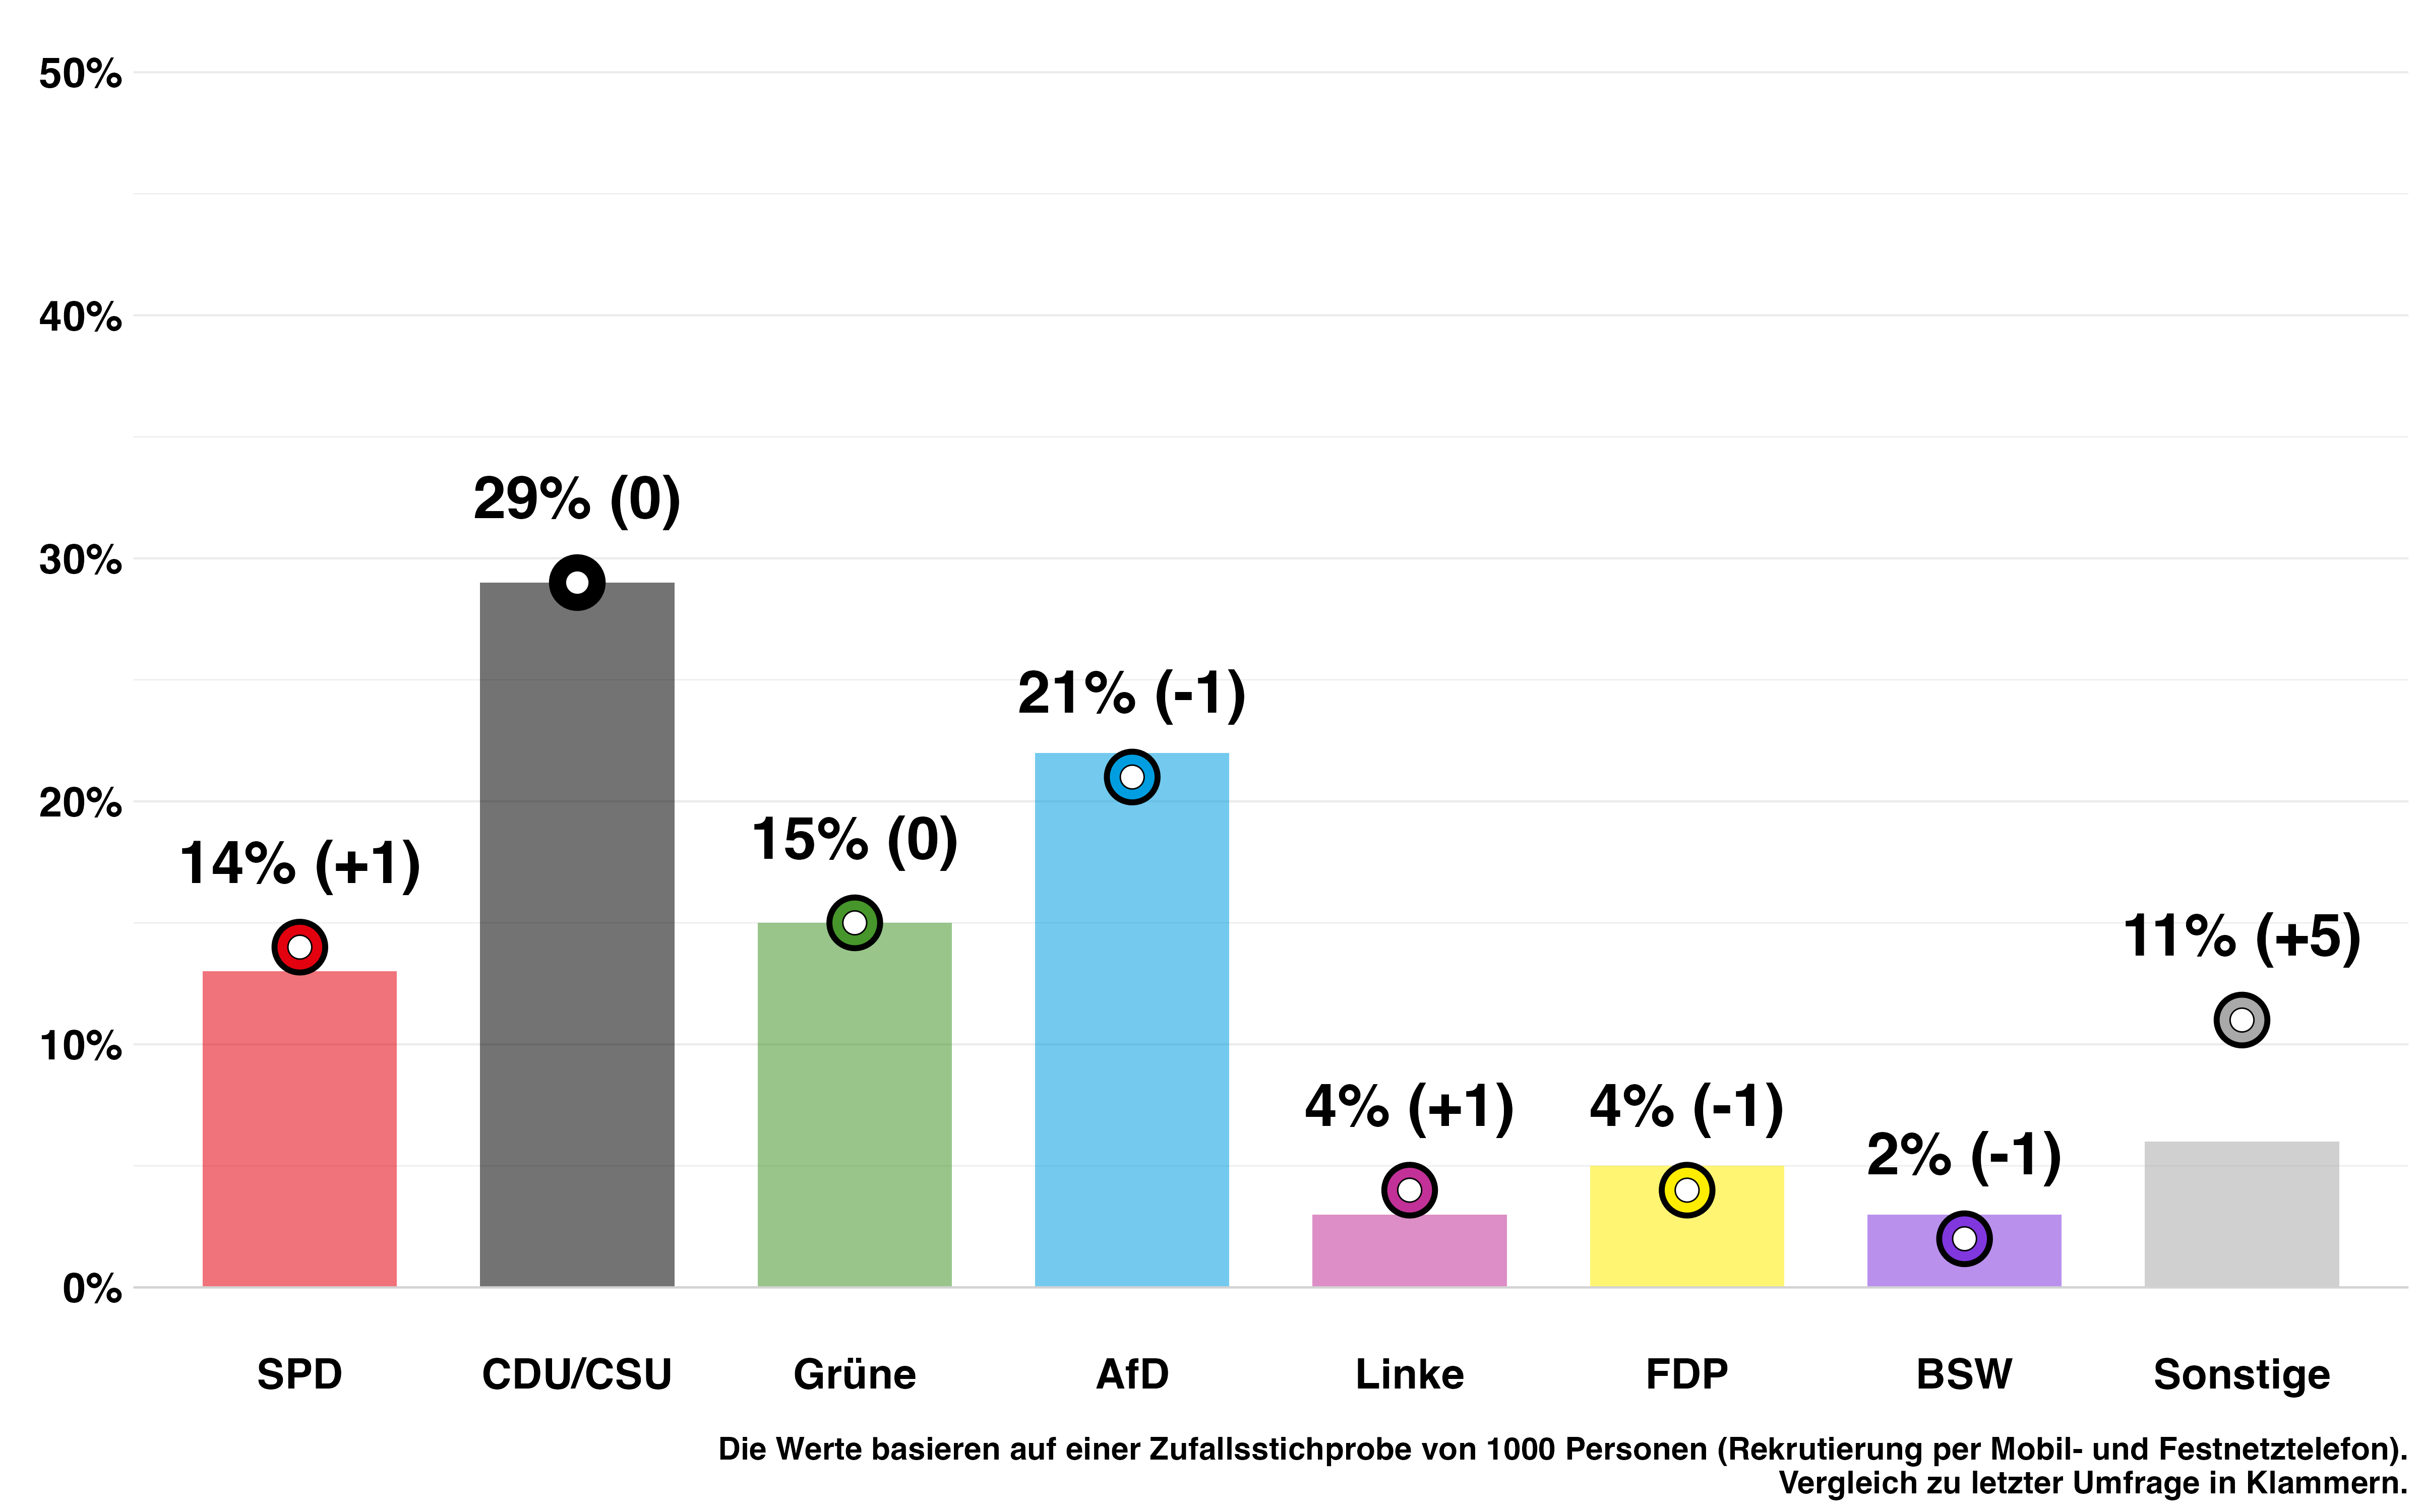 50%
40%
30%
20%
10%
0%
14% (+1)
29% (0)
15% (0)
21% (-1)
4% (+1)
4% (-1)
2% (-1)
11% (+5)
SPD
CDU/CSU
Grüne
AfD
Linke
FDP
BSW
Sonstige
Die Werte basieren auf einer Zufallsstichprobe von 1000 Personen (Rekrutierung per Mobil- und Festnetztelefon).
Vergleich zu letzter Umfrage in Klammern.